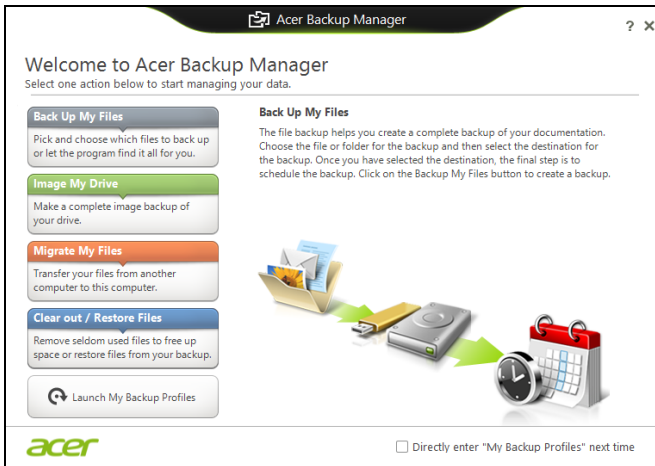 Acer Backup Manager
? X
Welcome to Acer Backup Manager
Select one action below to start managing your data.
Back Up My Files
Pick and choose which files to back up
or let the program find it all for you.
Image My Drive
Make a complete image backup of
your drive.
Migrate My Files
Transfer your files from another
computer to this computer.
Clear out / Restore Files
Remove seldom used files to free up
space or restore files from your backup.
Launch My Backup Profiles
Back Up My Files
The file backup helps you create a complete backup of your documentation.
Choose the file or folder for the backup and then select the destination for
the backup. Once you have selected the destination, the final step is to
schedule the backup. Click on the Backup My Files button to create a backup.
acer
Directly enter "My Backup Profiles" next time